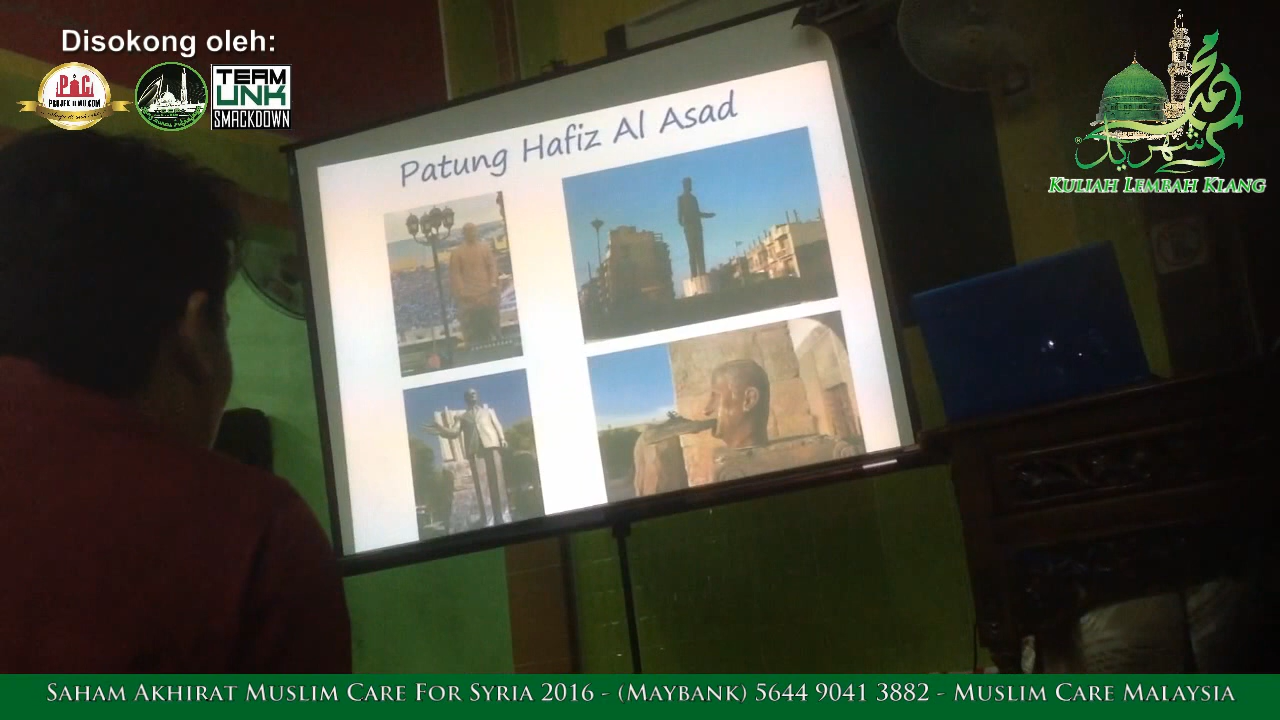 Disokong oleh:
PIC
TEAM
UNK
SMACKDOWN
KULIAH LEMBAH KLANG
Patung Hafiz Al Asad
SAHAM AKHIRAT MUSLIM CARE FOR SYRIA 2016 - (MAYBANK) 5644 9041 3882 - MUSLIM CARE MALAYSIA